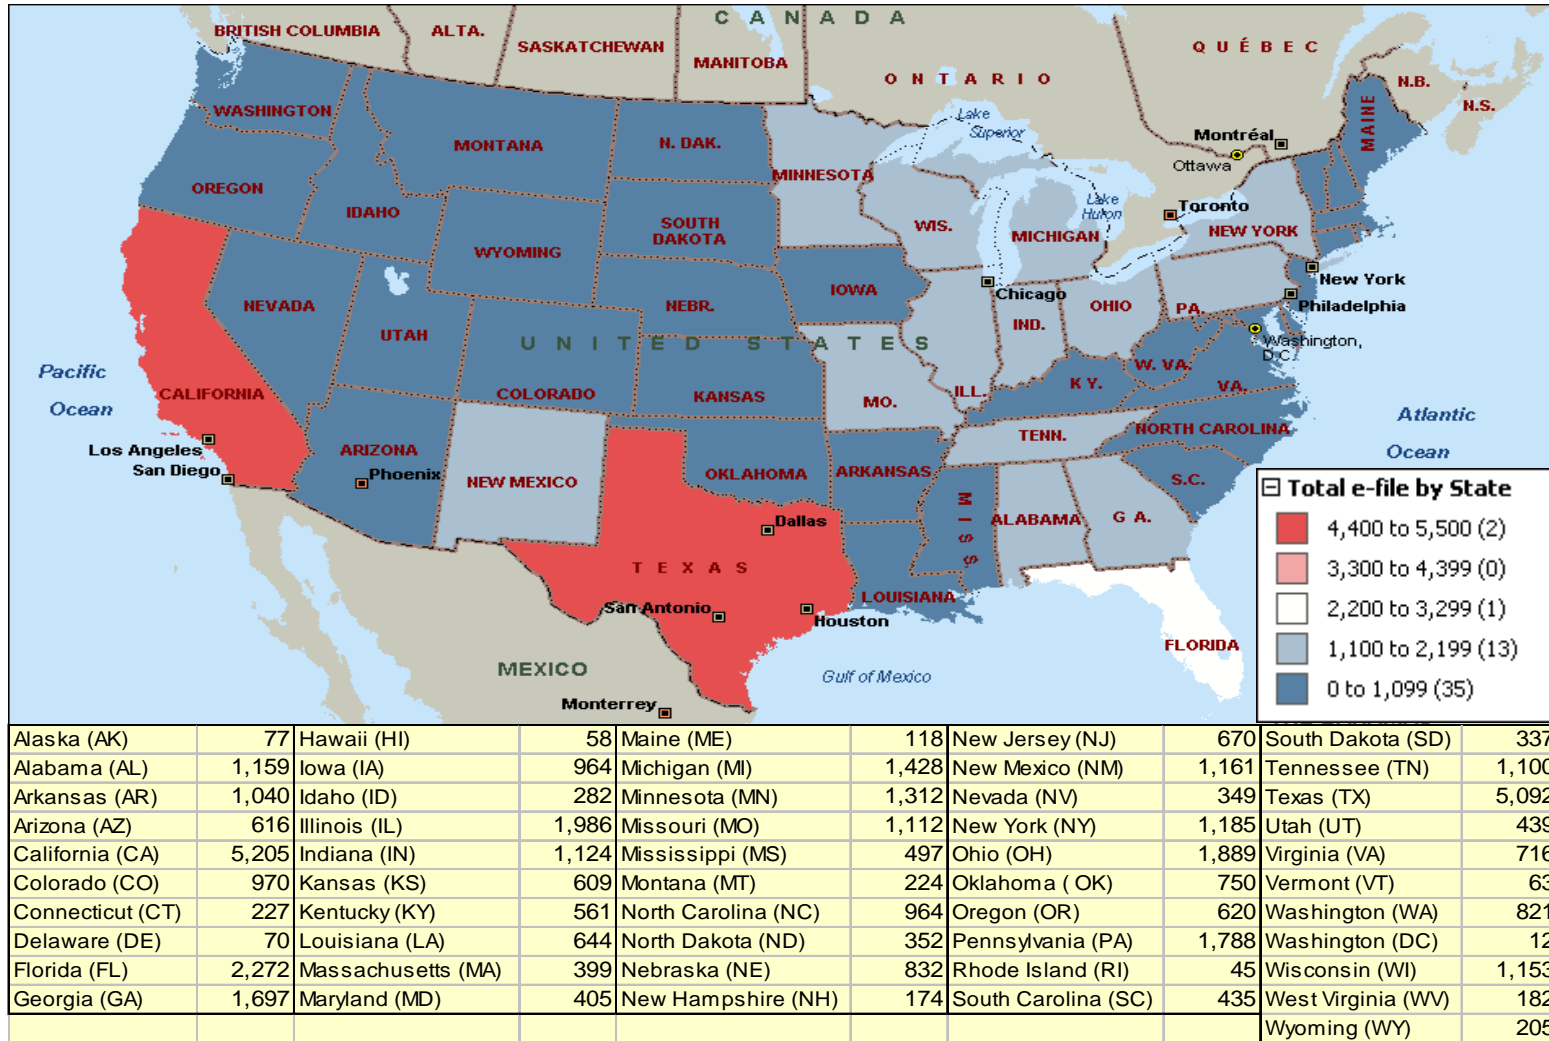 CANADA
BRITISH COLUMBIA
ALTA.
SASKATCHEWAN
MANITOBA
ONTARIO
QUÉBEC
N.B.
N.S.
MAINE
WASHINGTON
MONTANA
N. DAK.
MINNESOTA
Lake
Superior
Montréal
Ottawa
OREGON
IDAHO
WYOMING
SOUTH
DAKOTA
WIS.
MICHIGAN
Lake
Huron
Toronto
NEW YORK
NEVADA
UTAH
NEBR.
IOWA
Chicago
IND.
OHIO
PA.
New York
Philadelphia
UNITED STATES
Washington,
D.C.
Pacific
Ocean
CALIFORNIA
COLORADO
KANSAS
MO.
ILL.
KY.
W. VA.
VA.
Atlantic
Ocean
Los Angeles
San Diego
ARIZONA
Phoenix
NEW MEXICO
OKLAHOMA
ARKANSAS
TENN.
NORTH CAROLINA
S.C.
MISS.
ALABAMA
GA.
Dallas
TEXAS
San Antonio
Houston
LOUISIANA
FLORIDA
MEXICO
Gulf of Mexico
Monterrey
Total e-file by State
4,400 to 5,500 (2)
3,300 to 4,399 (0)
2,200 to 3,299 (1)
1,100 to 2,199 (13)
0 to 1,099 (35)
Alaska (AK) 77 Hawaii (HI) 58 Maine (ME) 118 New Jersey (NJ) 670 South Dakota (SD) 337
Alabama (AL) 1,159 Iowa (IA) 964 Michigan (MI) 1,428 New Mexico (NM) 1,161 Tennessee (TN) 1,100
Arkansas (AR) 1,040 Idaho (ID) 282 Minnesota (MN) 1,312 Nevada (NV) 349 Texas (TX) 5,092
Arizona (AZ) 616 Illinois (IL) 1,986 Missouri (MO) 1,112 New York (NY) 1,185 Utah (UT) 439
California (CA) 5,205 Indiana (IN) 1,124 Mississippi (MS) 497 Ohio (OH) 1,889 Virginia (VA) 716
Colorado (CO) 970 Kansas (KS) 609 Montana (MT) 224 Oklahoma ( OK) 750 Vermont (VT) 63
Connecticut (CT) 227 Kentucky (KY) 561 North Carolina (NC) 964 Oregon (OR) 620 Washington (WA) 821
Delaware (DE) 70 Louisiana (LA) 644 North Dakota (ND) 352 Pennsylvania (PA) 1,788 Washington (DC) 12
Florida (FL) 2,272 Massachusetts (MA) 399 Nebraska (NE) 832 Rhode Island (RI) 45 Wisconsin (WI) 1,153
Georgia (GA) 1,697 Maryland (MD) 405 New Hampshire (NH) 174 South Carolina (SC) 435 West Virginia (WV) 182
Wyoming (WY) 205